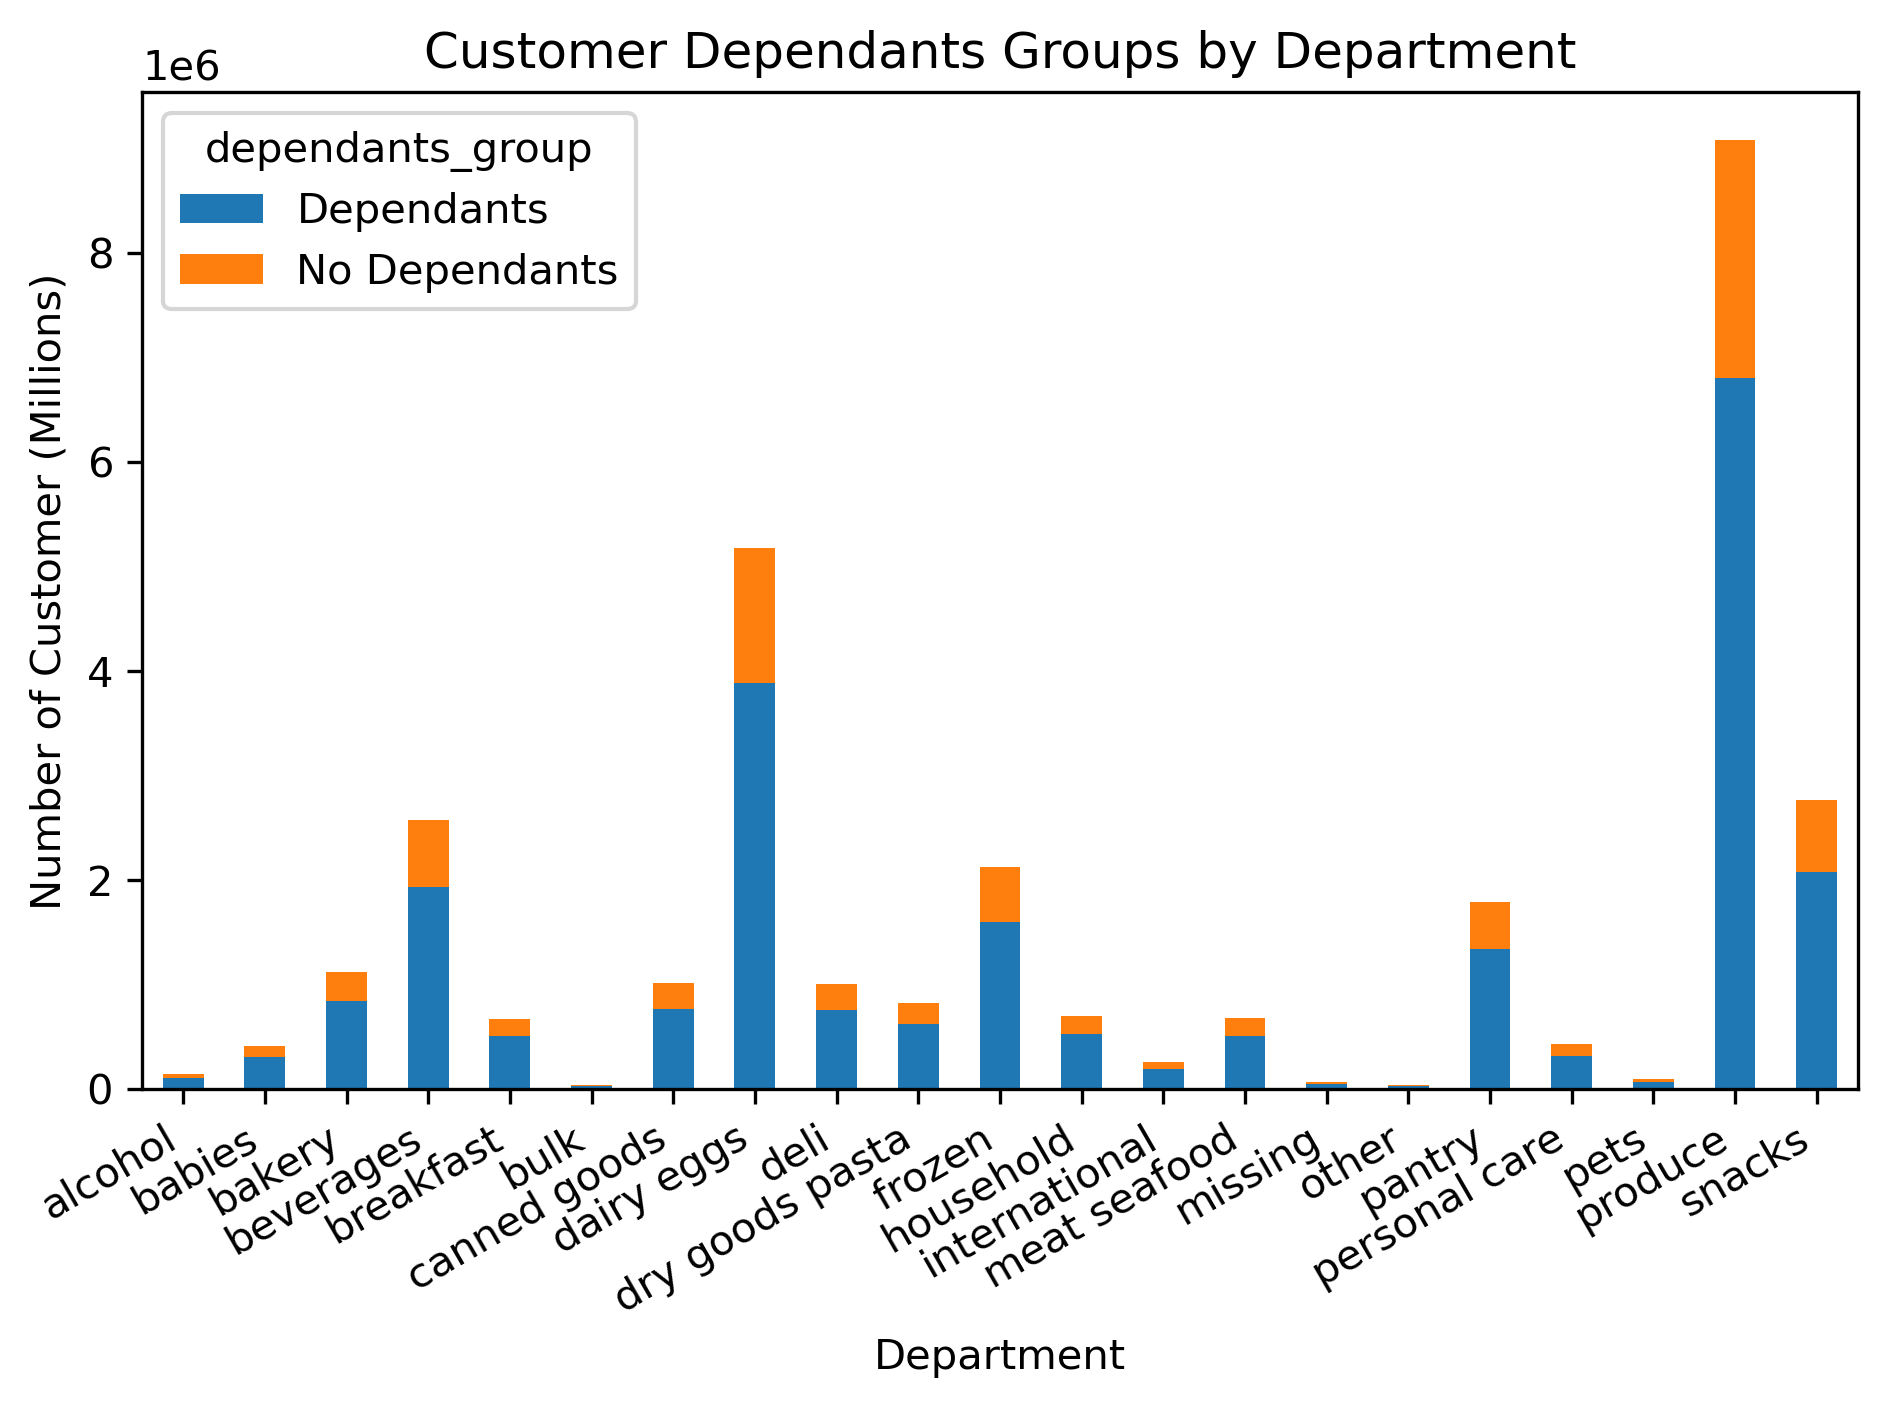 Customer Dependants Groups by Department
1e6
dependants_group
Dependants
No Dependants
Number of Customer (Millions)
8
6
4
2
0
alcohol
babies
bakery
beverages
breakfast
bulk
canned goods
dairy eggs
deli
dry goods pasta
frozen
household
international
meat seafood
missing
other
pantry
personal care
pets
produce
snacks
Department